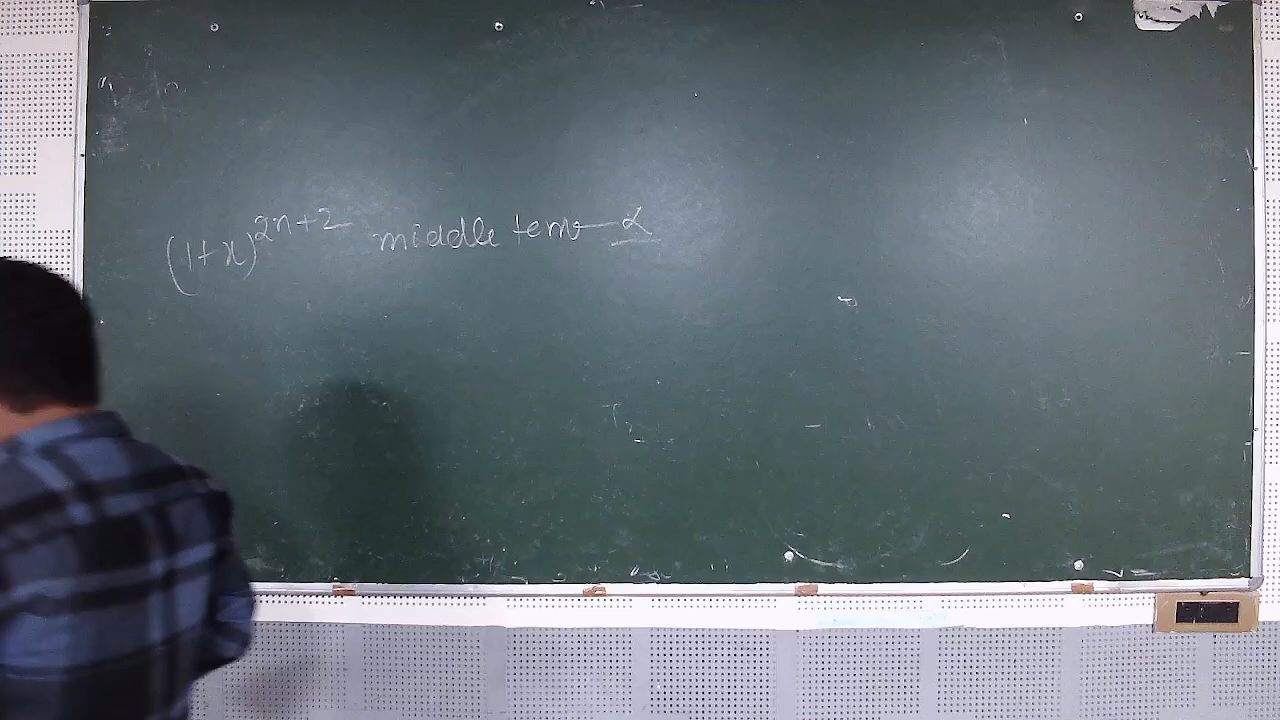 (1+x)^{2n+2} middle term – α